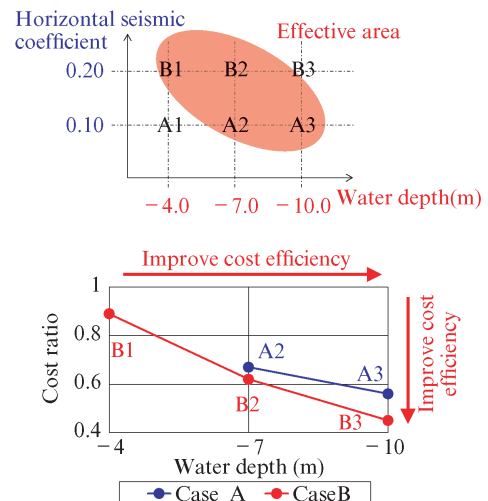 Horizontal seismic
coefficient
Effective area
0.20
B1 B2 B3
0.10
A1 A2 A3
−4.0 −7.0 −10.0
Water depth(m)
Improve cost efficiency
1
0.8
0.6
0.4
Cost ratio
B1
A2
B2
A3
B3
Improve cost
efficiency
−4 −7 −10
Water depth (m)
Case A CaseB